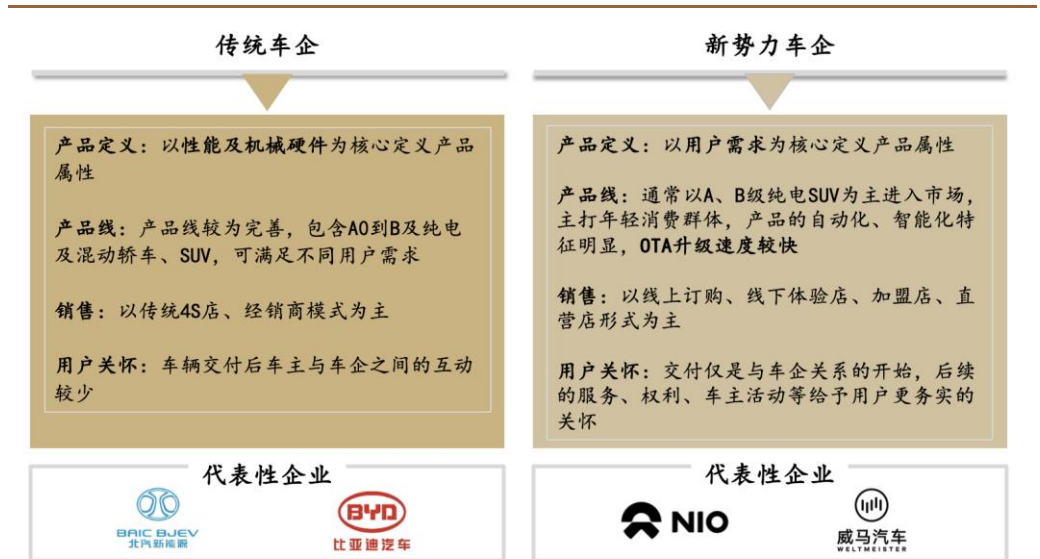 传统车企
产品定义：以性能及机械硬件为核心定义产品
属性
产品线：产品线较为完善，包含A0到B及纯电
及混动轿车、SUV，可满足不同用户需求
销售：以传统4S店、经销商模式为主
用户关怀：车辆交付后车主与车企之间的互动
较少
代表性企业
BAIC BJEV
北汽新能源
BYD
比亚迪汽车
新势力车企
产品定义：以用户需求为核心定义产品属性
产品线：通常以A、B级纯电SUV为主进入市场，
主打年轻消费群体，产品的自动化、智能化特
征明显，OTA升级速度较快
销售：以线上订购、线下体验店、加盟店、直
营店形式为主
用户关怀：交付仅是与车企关系的开始，后续
的服务、权利、车主活动等给予用户更务实的
关怀
代表性企业
NIO
威马汽车
WELTMEISTER